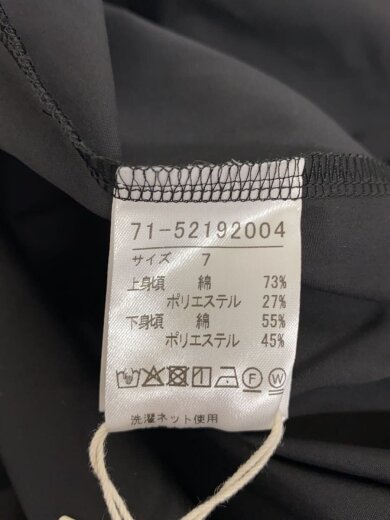 71-52192004
サイズ 7
上身頃 綿 73%
ポリエステル 27%
下身頃 綿 55%
ポリエステル 45%
F W
洗濯ネット使用